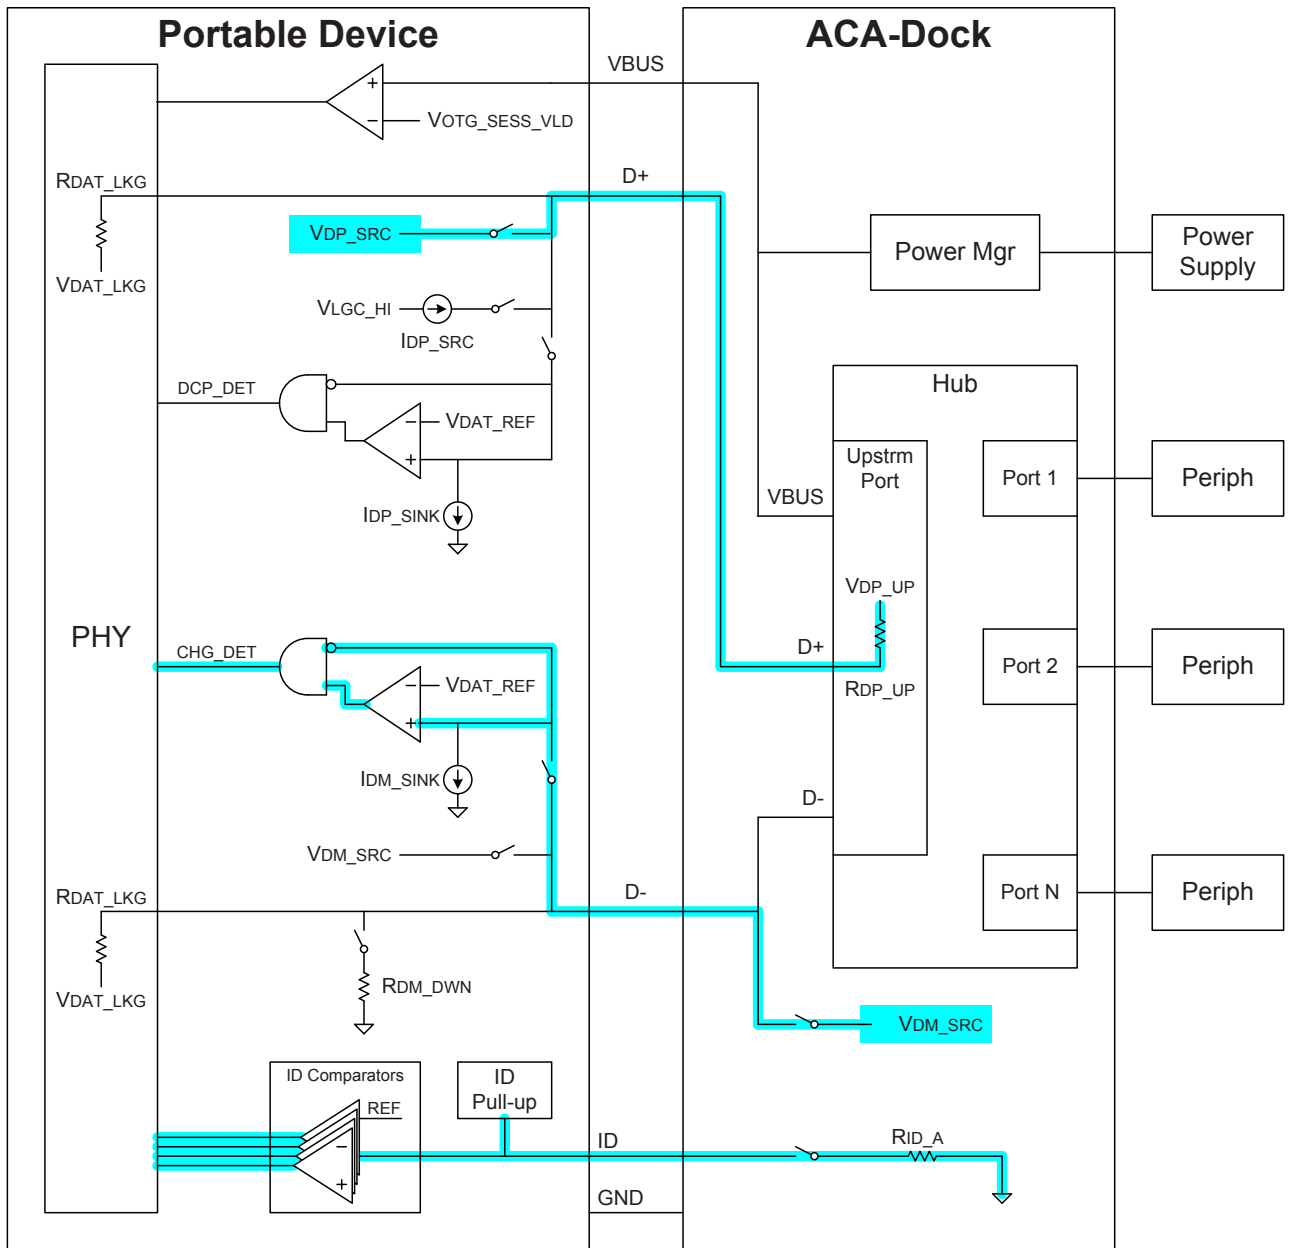 Portable Device
ACA-Dock
VBUS
+
−
VOTG_SESS_VLD
RDAT_LKG
D+
VDP_SRC
VDAT_LKG
Power Mgr
Power
Supply
VLGC_HI
IDP_SRC
Hub
DCP_DET
VDAT_REF
−
+
Upstrm
Port
Port 1
Periph
VBUS
IDP_SINK
VDP_UP
PHY
CHG_DET
D+
Port 2
Periph
VDAT_REF
−
+
RDP_UP
IDM_SINK
D-
VDM_SRC
RDAT_LKG
D-
Port N
Periph
VDAT_LKG
RDM_DWN
VDM_SRC
ID Comparators
ID
Pull-up
REF
−
+
ID
RID_A
GND